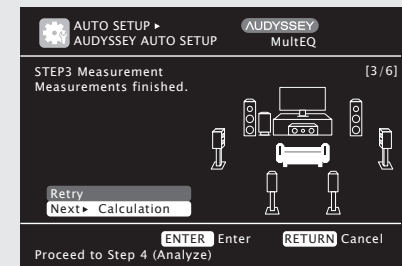 AUTO SETUP ▸
AUDYSSEY AUTO SETUP
AUDYSSEY
MultEQ
STEP3 Measurement
[3/6]
Measurements finished.
Retry
Next▸ Calculation
ENTER Enter
RETURN Cancel
Proceed to Step 4 (Analyze)